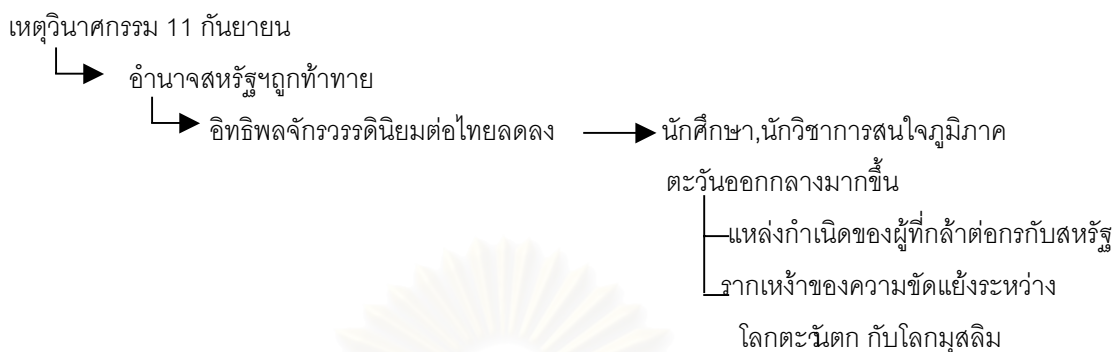 เหตุวินาศกรรม 11 กันยายน
อำนาจสหรัฐฯถูกท้าทาย
อิทธิพลจักรวรรดินิยมต่อไทยลดลง
นักศึกษา,นักวิชาการสนใจภูมิภาค
ตะวันออกกลางมากขึ้น
แหล่งกำเนิดของผู้ที่กล้าต่อกรกับสหรัฐ
รากเหง้าของความขัดแย้งระหว่าง
โลกตะวันตก กับโลกมุสลิม